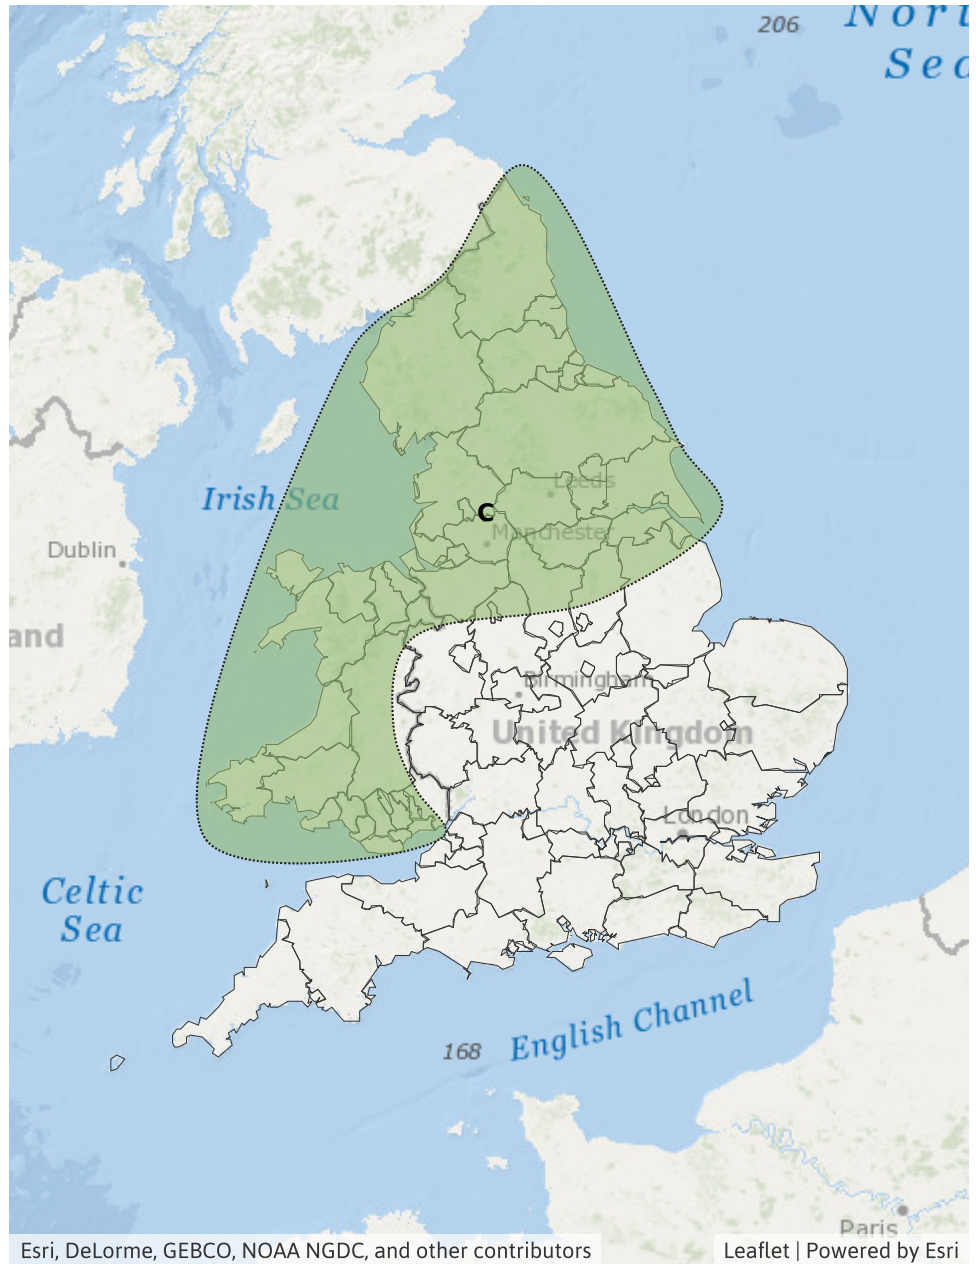 206
Nort
Sea
Irish Sea
Leeds
C
Manchester
Dublin
and
Birmingham
United Kingdom
London
Celtic
Sea
English Channel
168
Paris
Esri, DeLorme, GEBCO, NOAA NGDC, and other contributors
Leaflet | Powered by Esri